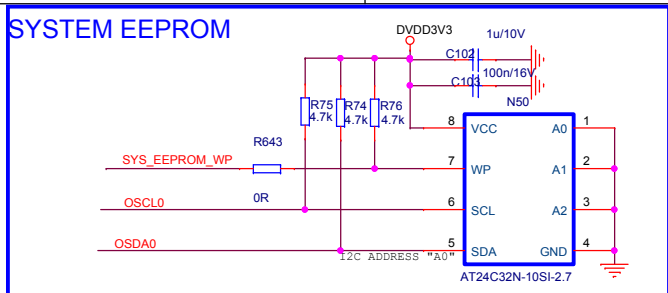 SYSTEM EEPROM
DVDD3V3
1u/10V
C102
100n/16V
C103
N50
R75
4.7k
R74
4.7k
R76
4.7k
R643
0R
SYS_EEPROM_WP
OSCL0
OSDA0
8 VCC A0 1
7 WP A1 2
6 SCL A2 3
5 SDA GND 4
I2C ADDRESS "A0"
AT24C32N-10SI-2.7